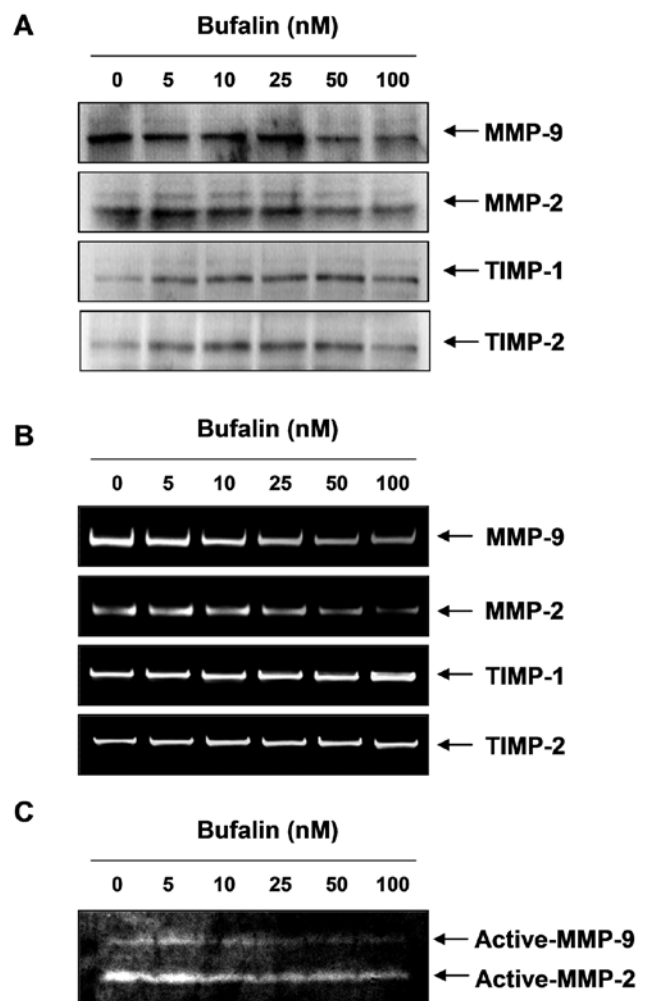 A
Bufalin (nM)
0 5 10 25 50 100
MMP-9
MMP-2
TIMP-1
TIMP-2
B
Bufalin (nM)
0 5 10 25 50 100
MMP-9
MMP-2
TIMP-1
TIMP-2
C
Bufalin (nM)
0 5 10 25 50 100
Active-MMP-9
Active-MMP-2